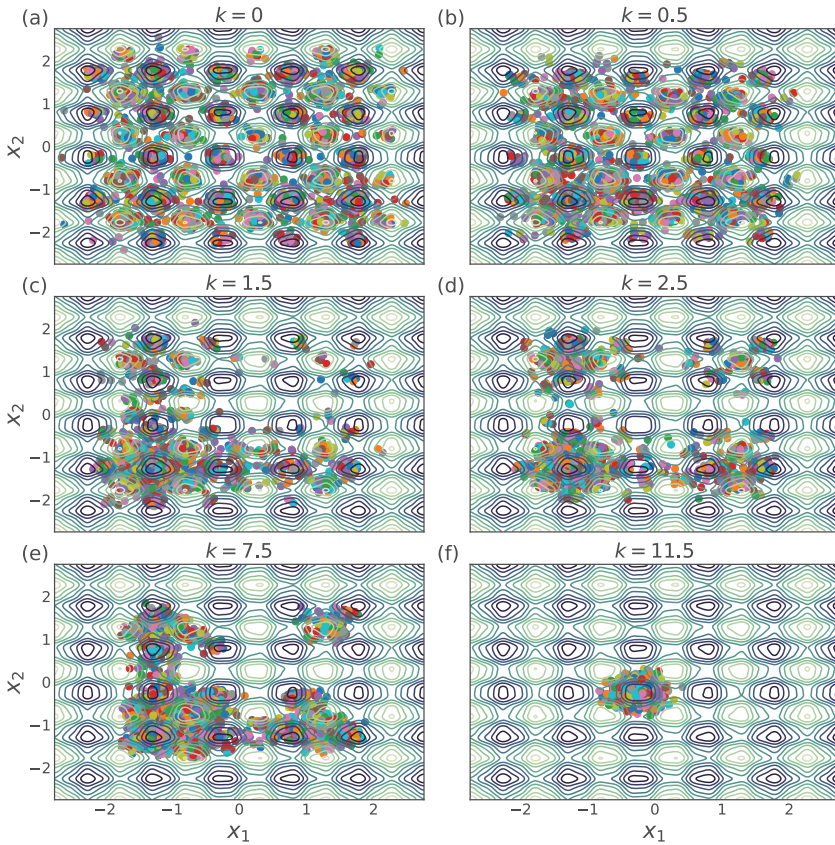 (a) k = 0
(b) k = 0.5
x₂
2
1
0
−1
−2
(c) k = 1.5
(d) k = 2.5
x₂
2
1
0
−1
−2
(e) k = 7.5
(f) k = 11.5
x₂
2
1
0
−1
−2
−2 −1 0 1 2
x₁
−2 −1 0 1 2
x₁